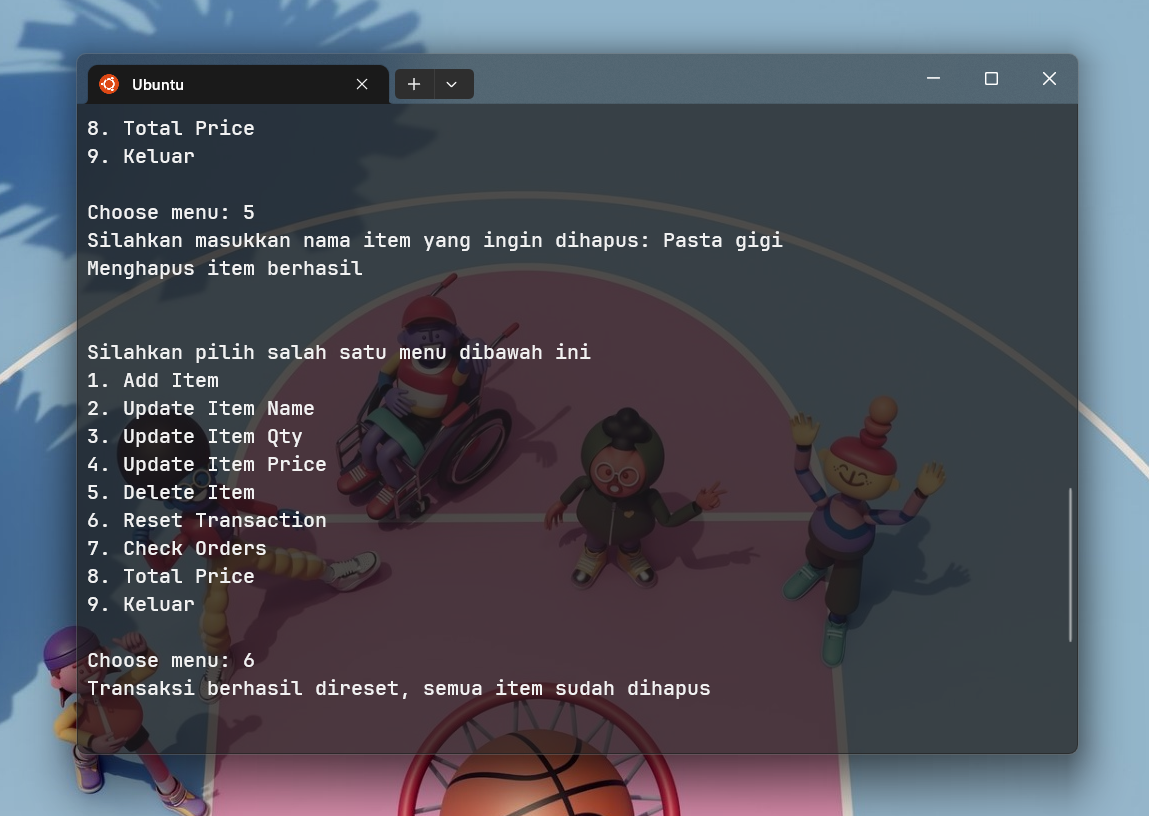 Ubuntu
8. Total Price
9. Keluar
Choose menu: 5
Silahkan masukkan nama item yang ingin dihapus: Pasta gigi
Menghapus item berhasil
Silahkan pilih salah satu menu dibawah ini
1. Add Item
2. Update Item Name
3. Update Item Qty
4. Update Item Price
5. Delete Item
6. Reset Transaction
7. Check Orders
8. Total Price
9. Keluar
Choose menu: 6
Transaksi berhasil direset, semua item sudah dihapus